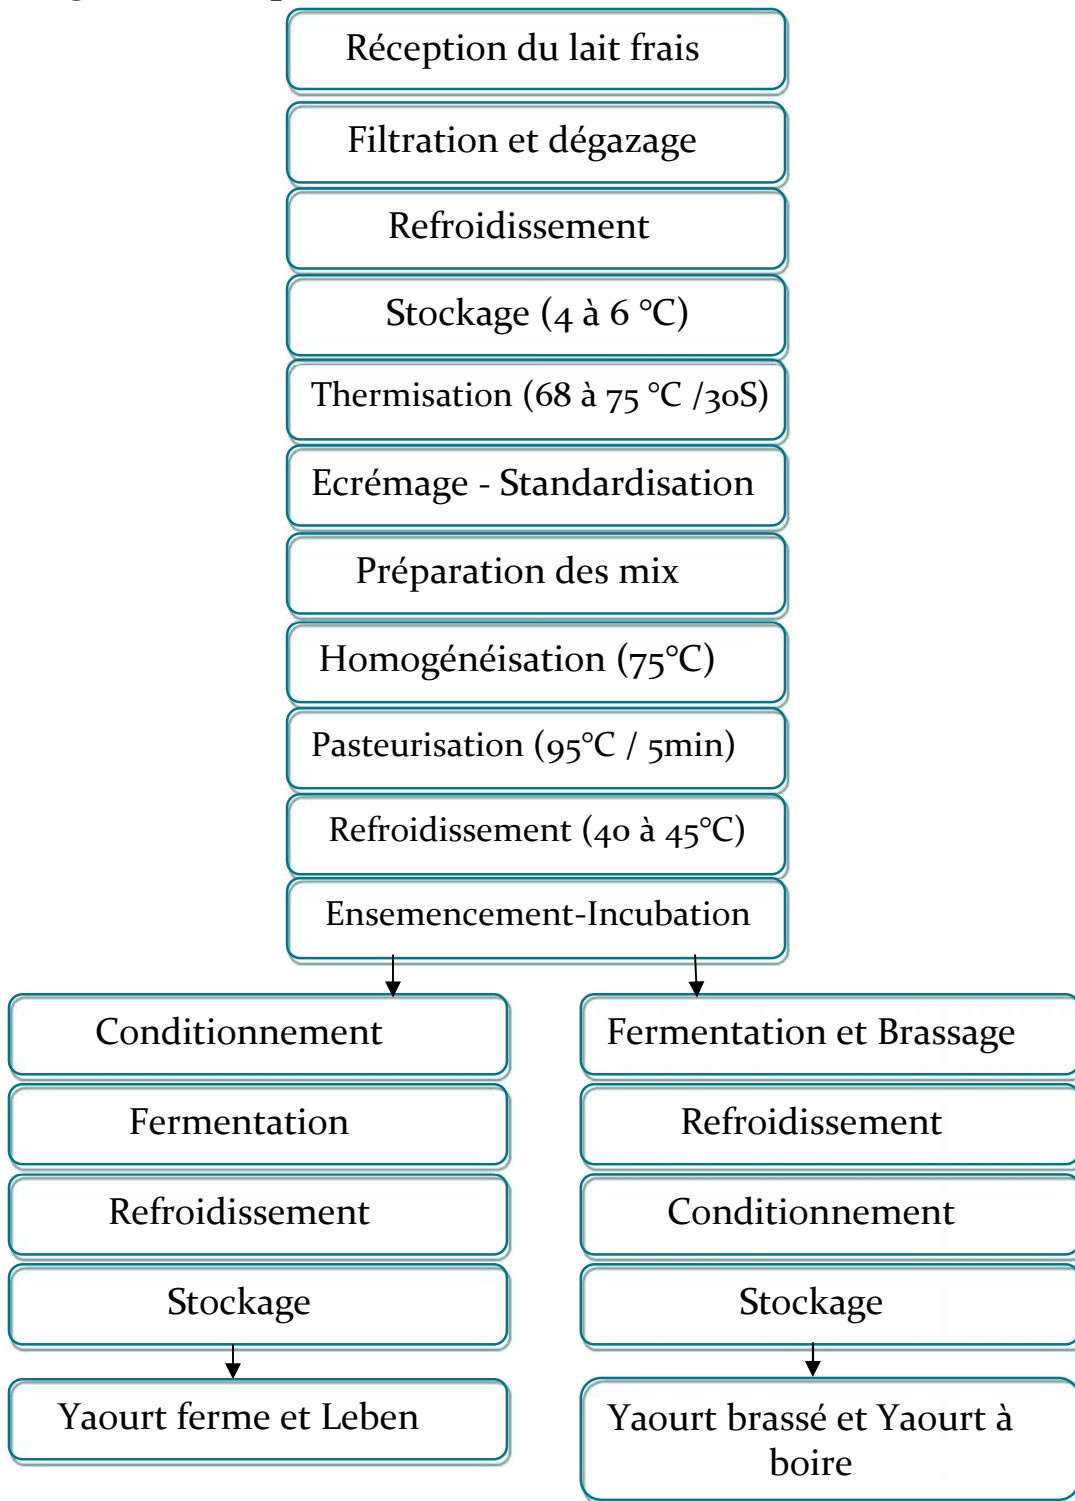 Réception du lait frais
Filtration et dégazage
Refroidissement
Stockage (4 à 6 °C)
Thermisation (68 à 75 °C /30S)
Ecrémage - Standardisation
Préparation des mix
Homogénéisation (75°C)
Pasteurisation (95°C / 5min)
Refroidissement (40 à 45°C)
Ensemencement-Incubation
Conditionnement
Fermentation
Refroidissement
Stockage
Yaourt ferme et Leben
Fermentation et Brassage
Refroidissement
Conditionnement
Stockage
Yaourt brassé et Yaourt à
boire